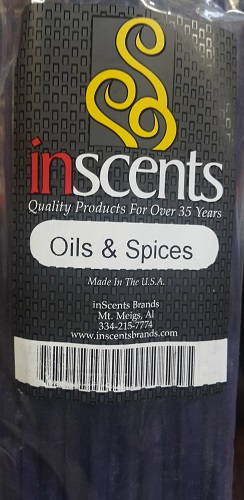 inscents
Quality Products For Over 35 Years
Oils & Spices
Made In The U.S.A.
inScents Brands
Mt. Meigs, Al
334-215-7774
www.inscentsbrands.com